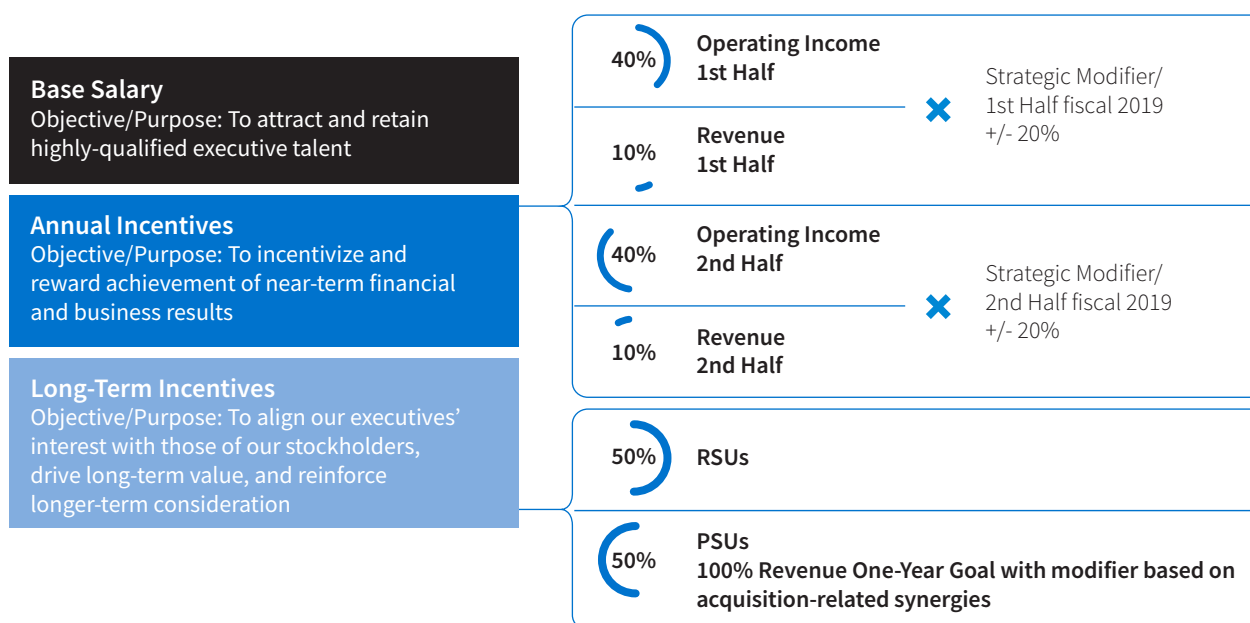 Base Salary
Objective/Purpose: To attract and retain
highly-qualified executive talent
Annual Incentives
Objective/Purpose: To incentivize and
reward achievement of near-term financial
and business results
Long-Term Incentives
Objective/Purpose: To align our executives’
interest with those of our stockholders,
drive long-term value, and reinforce
longer-term consideration
40%
Operating Income
1st Half
10%
Revenue
1st Half
Strategic Modifier/
1st Half fiscal 2019
+/- 20%
40%
Operating Income
2nd Half
10%
Revenue
2nd Half
Strategic Modifier/
2nd Half fiscal 2019
+/- 20%
50%
RSUs
50%
PSUs
100% Revenue One-Year Goal with modifier based on
acquisition-related synergies